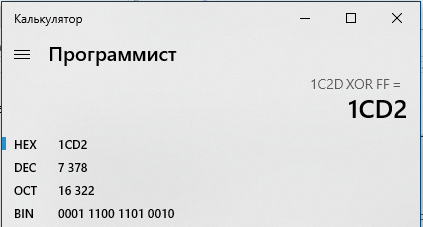 Калькулятор
Программист
1C2D XOR FF =
1CD2
HEX 1CD2
DEC 7 378
OCT 16 322
BIN 0001 1100 1101 0010